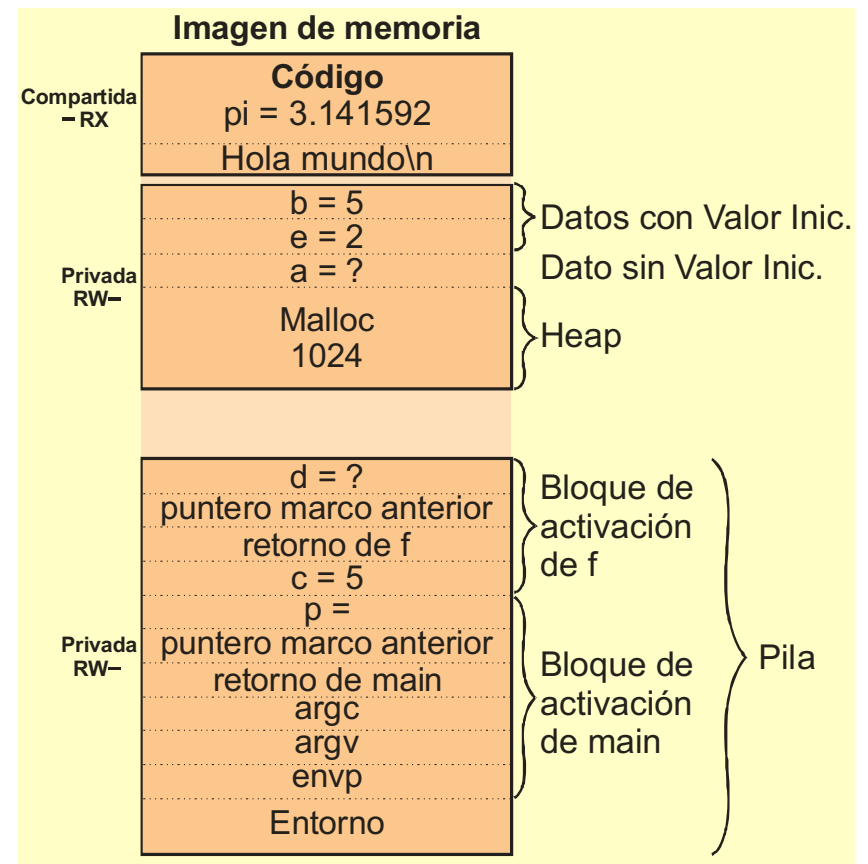 Imagen de memoria
Compartida
– RX
Código
pi = 3.141592
Hola mundo\n
Privada
RW–
b = 5
e = 2
a = ?
Malloc
1024
Datos con Valor Inic.
Dato sin Valor Inic.
Heap
Privada
RW–
d = ?
puntero marco anterior
retorno de f
c = 5
p =
puntero marco anterior
retorno de main
argc
argv
envp
Entorno
Bloque de
activación
de f
Bloque de
activación
de main
Pila